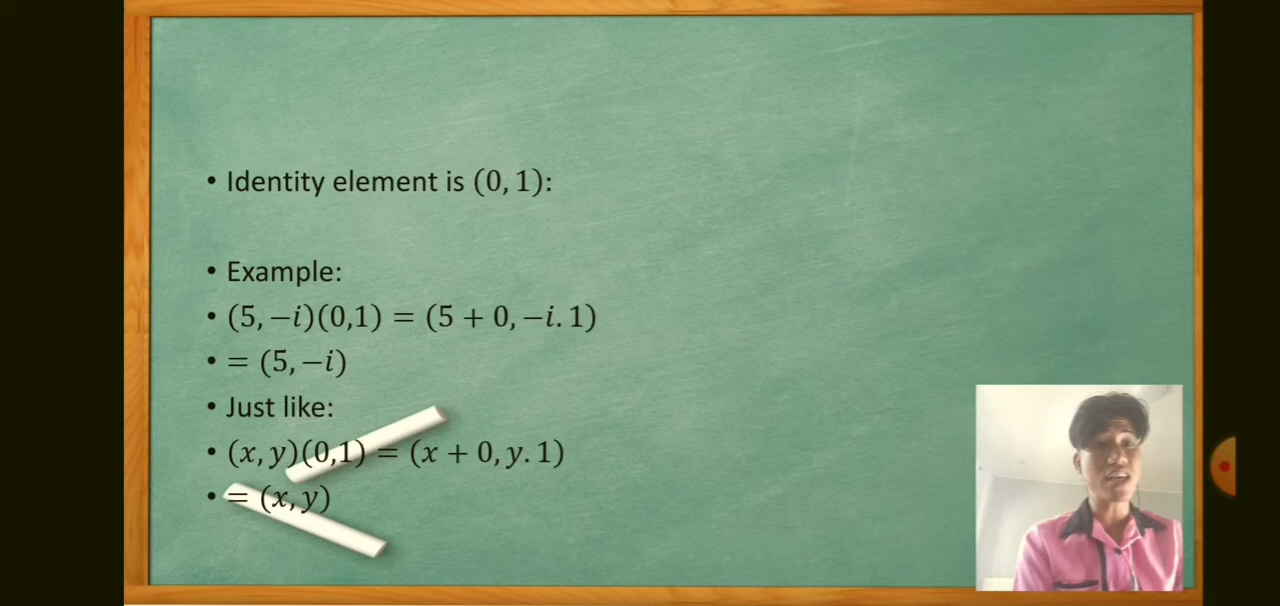 • Identity element is (0, 1):
• Example:
• (5, −i)(0,1) = (5 + 0, −i. 1)
• = (5, −i)
• Just like:
• (x, y)(0,1) = (x + 0, y. 1)
• = (x, y)